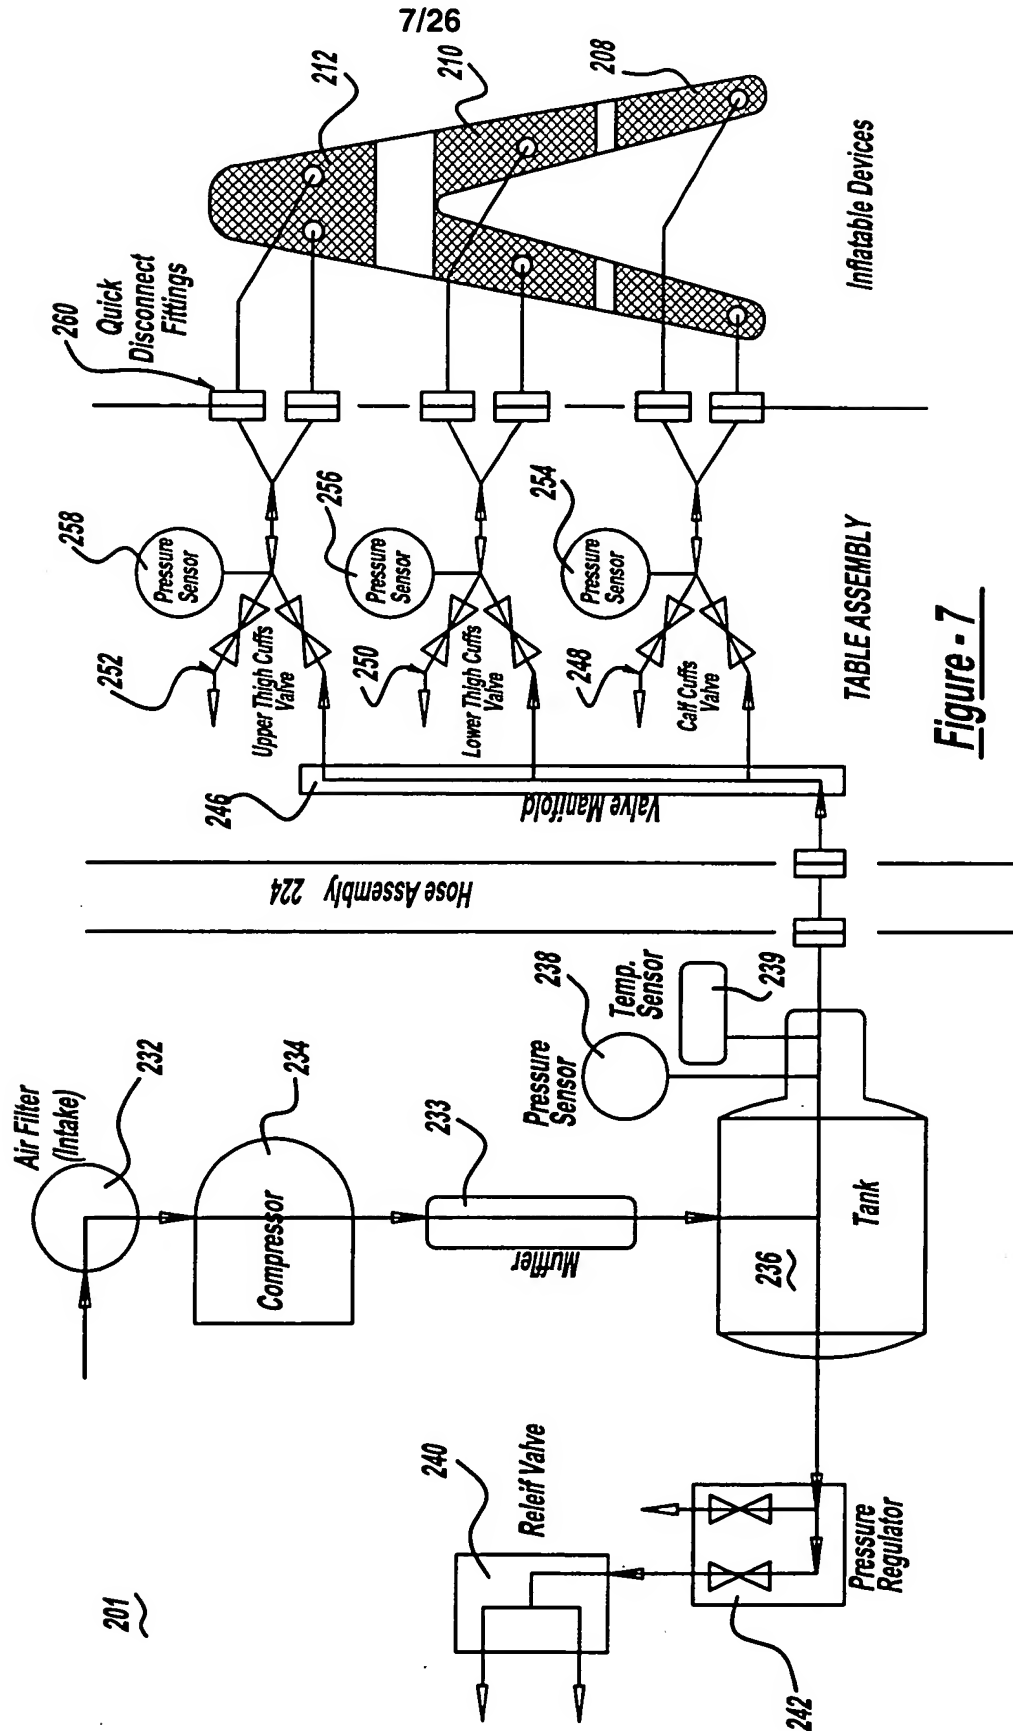 7/26
201
Air Filter
(Intake)
232
Compressor
234
Muffler
233
Pressure
Sensor
238
Temp.
Sensor
239
236
Tank
Releif Valve
240
Pressure
Regulator
242
Hose Assembly 224
Valve Manifold
246
Upper Thigh Cuffs
Valve
252
Pressure
Sensor
258
Lower Thigh Cuffs
Valve
250
Pressure
Sensor
256
Calf Cuffs
Valve
248
Pressure
Sensor
254
260
Quick
Disconnect
Fittings
212
210
208
Inflatable Devices
TABLE ASSEMBLY
Figure - 7